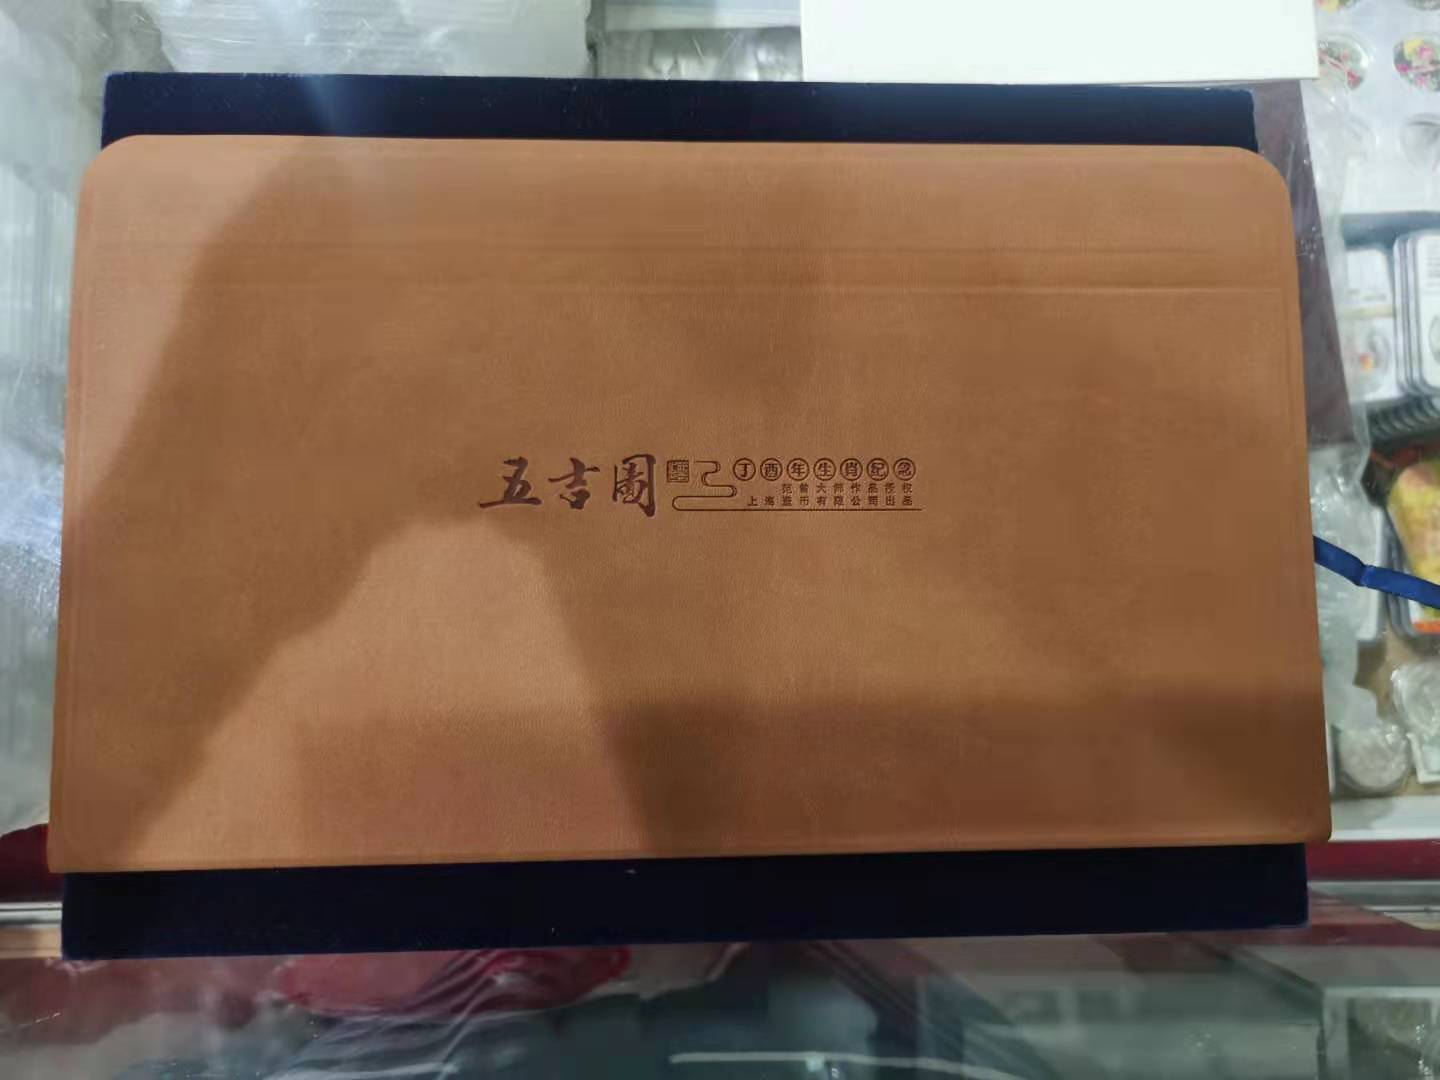 五吉圖
丁酉年生肖纪念
范曾大师作品授权
上海造币有限公司出品